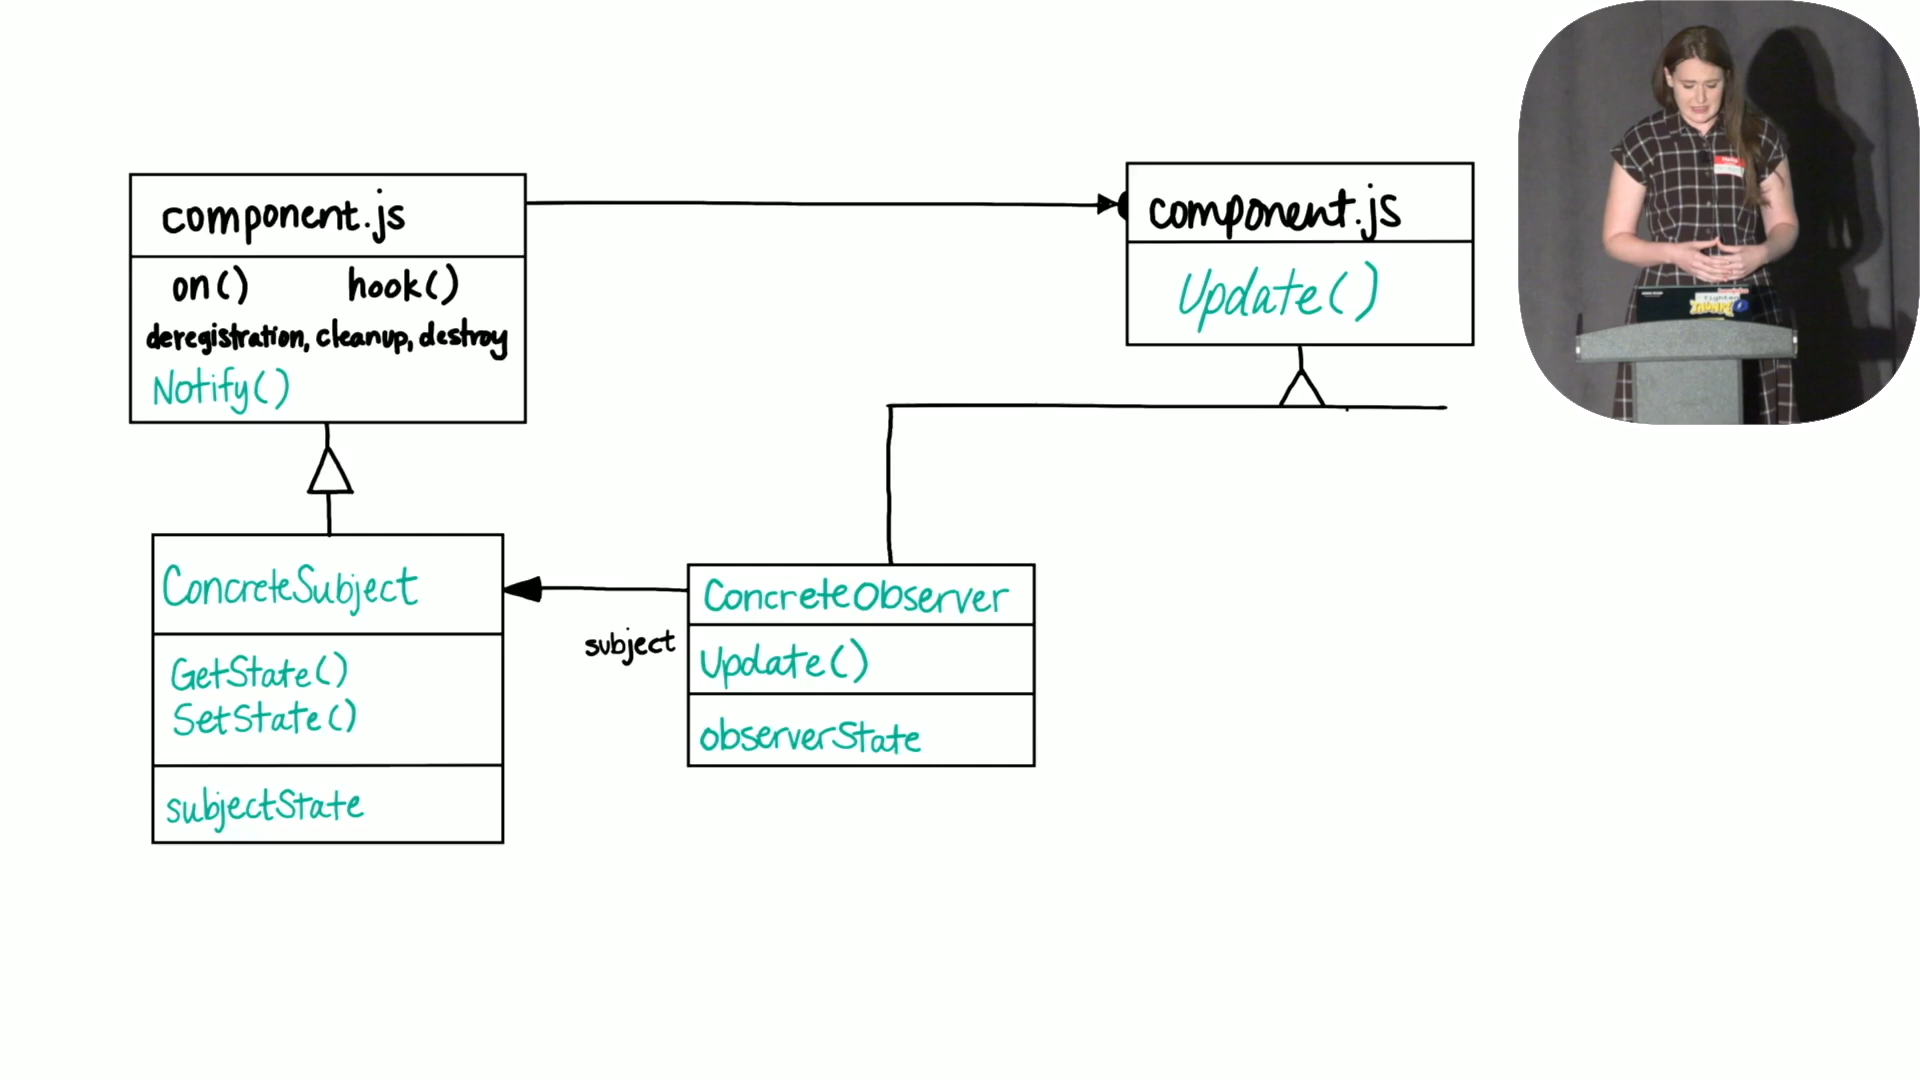 component.js
on() hook()
deregistration, cleanup, destroy
Notify()
component.js
Update()
ConcreteSubject
GetState()
SetState()
subjectState
subject
ConcreteObserver
Update()
observerState